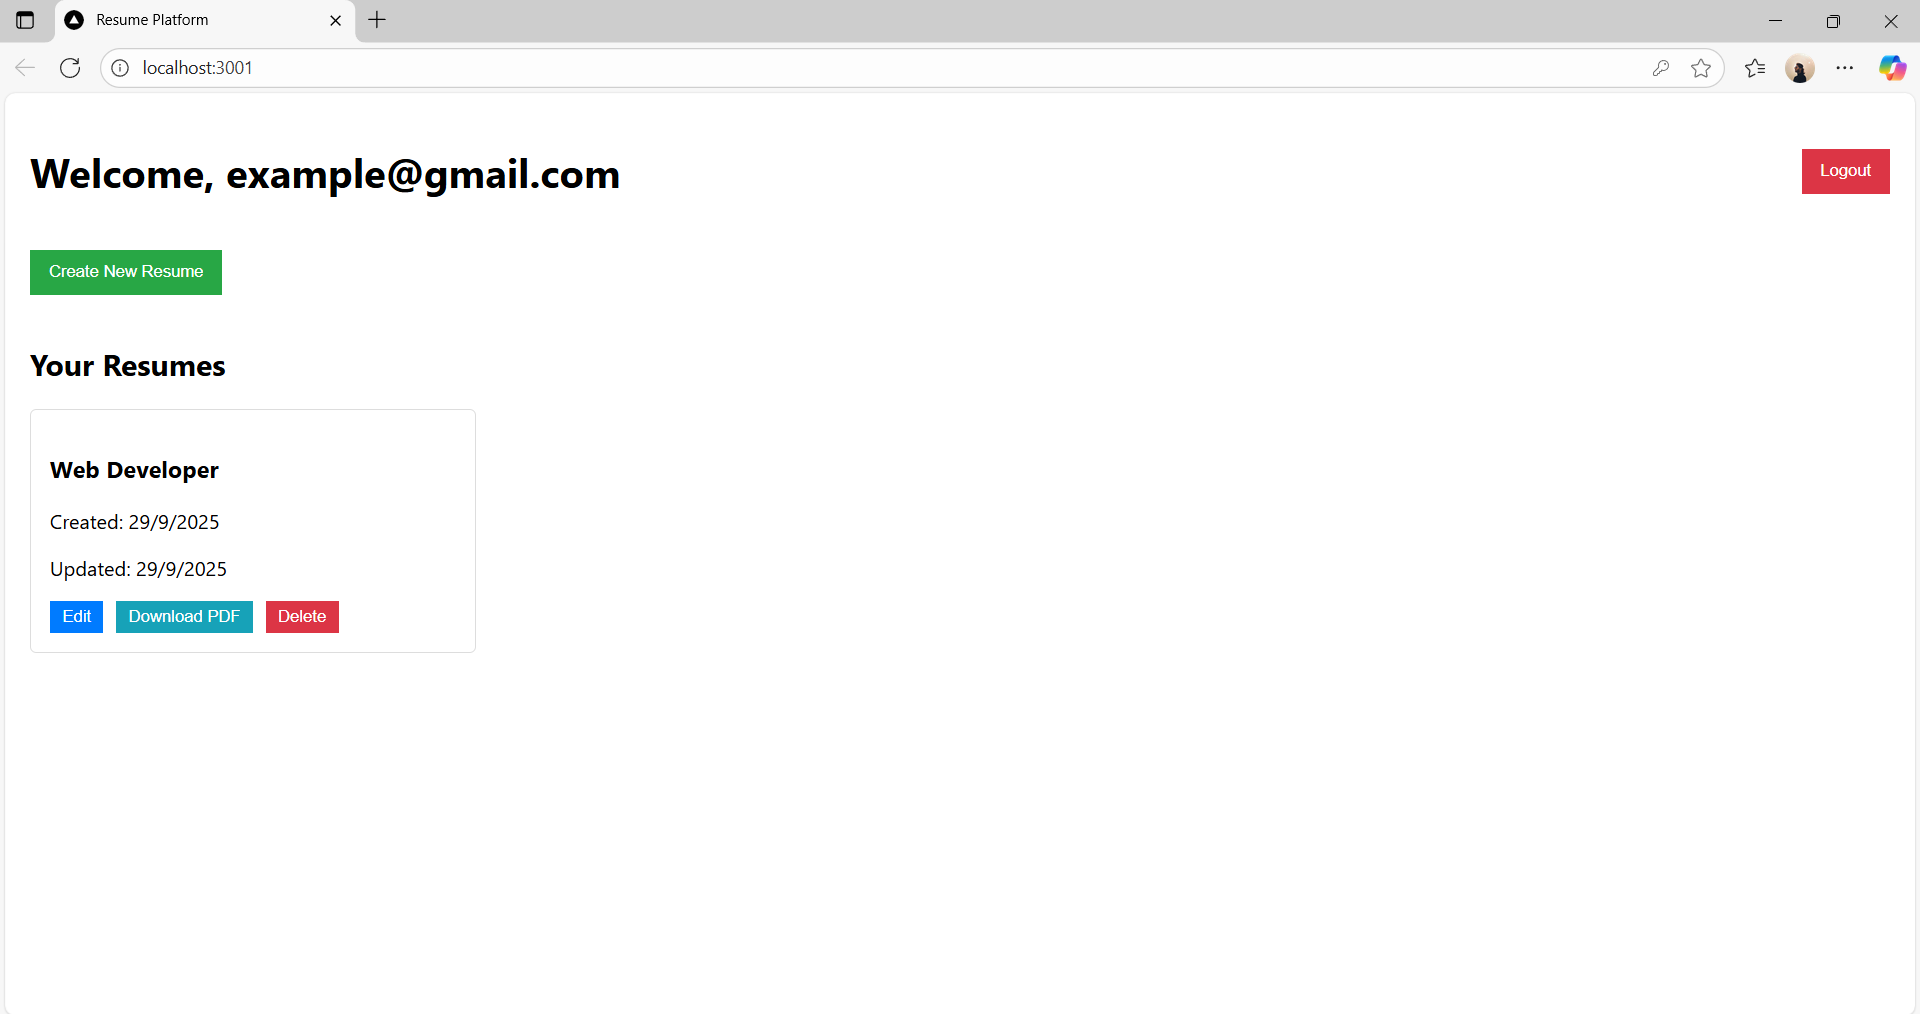 Resume Platform
localhost:3001
Welcome, example@gmail.com
Logout
Create New Resume
Your Resumes
Web Developer
Created: 29/9/2025
Updated: 29/9/2025
Edit Download PDF Delete